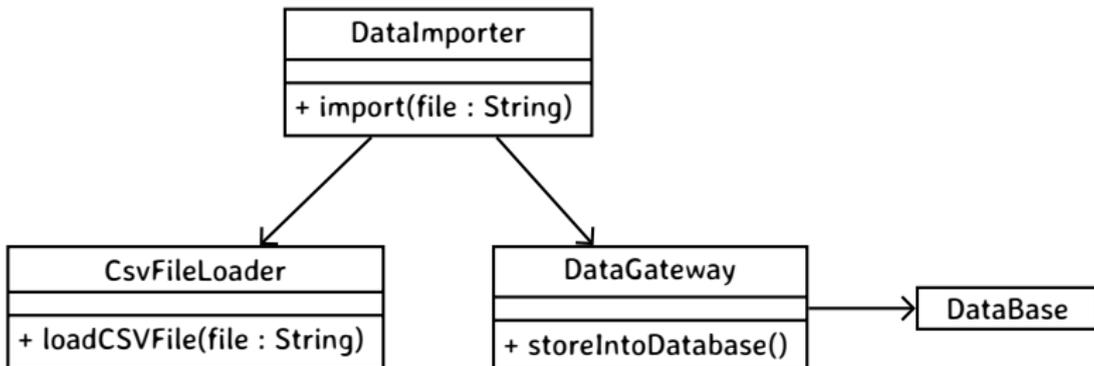 DataImporter
+ import(file : String)
CsvFileLoader
+ loadCSVFile(file : String)
DataGateway
+ storeIntoDatabase()
DataBase